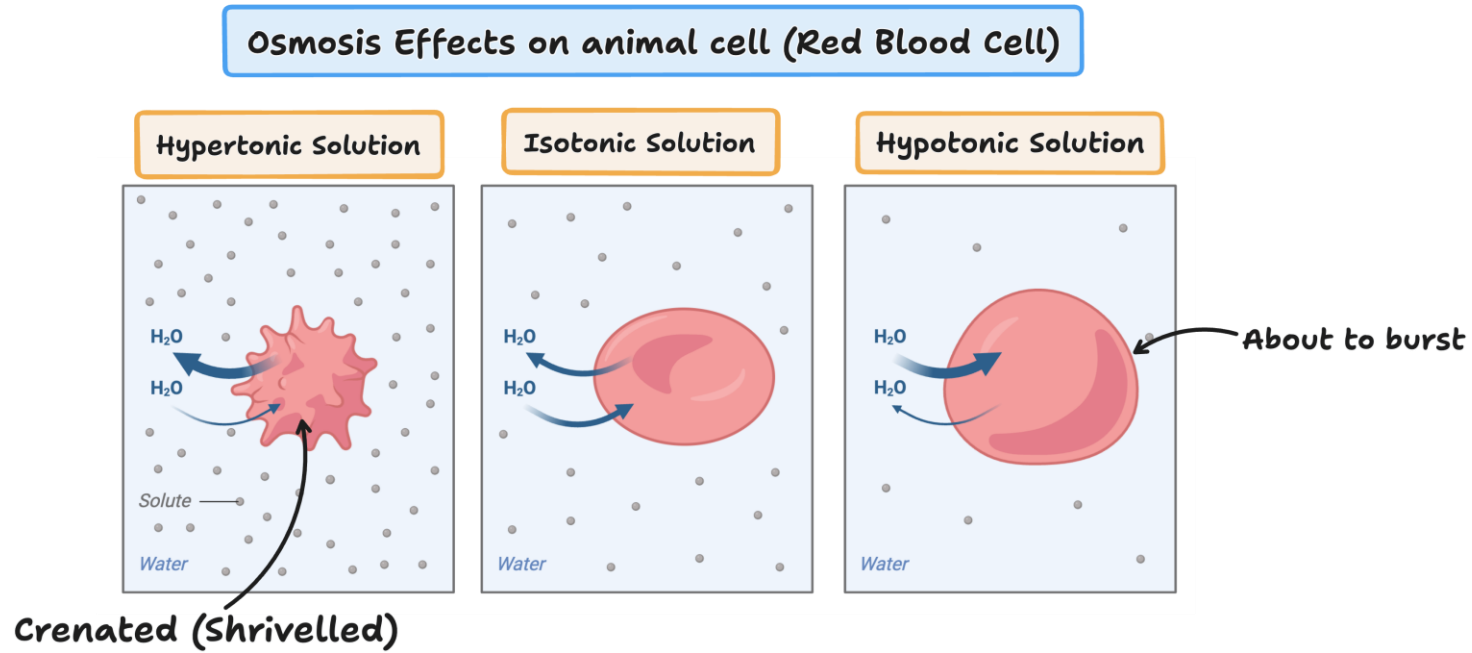 Osmosis Effects on animal cell (Red Blood Cell)
Hypertonic Solution
Isotonic Solution
Hypotonic Solution
H₂O
H₂O
Solute
Water
Crenated (Shrivelled)
H₂O
H₂O
Water
H₂O
H₂O
Water
About to burst